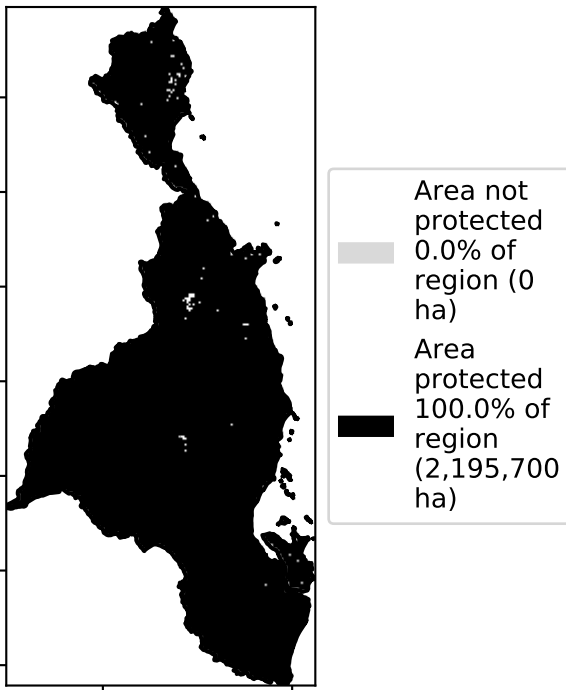 Area not
protected
0.0% of
region (0
ha)
Area
protected
100.0% of
region
(2,195,700
ha)